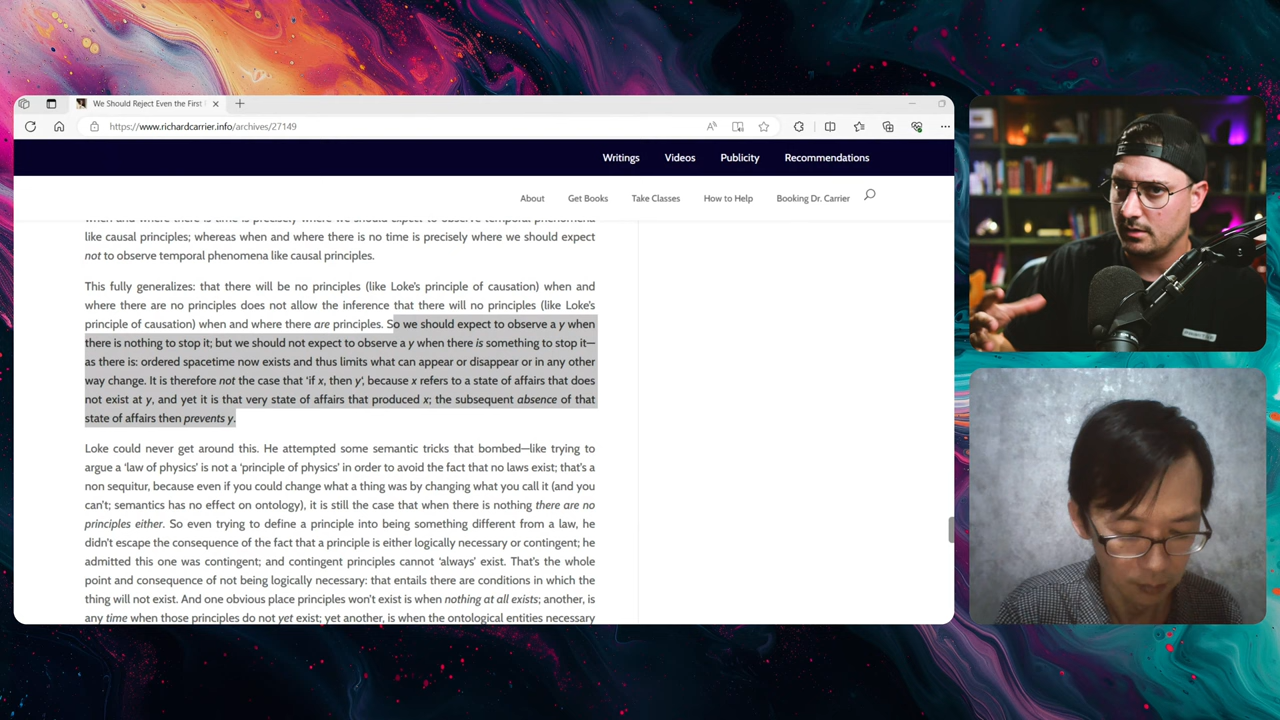 We Should Reject Even the First
https://www.richardcarrier.info/archives/27149
Writings Videos Publicity Recommendations
About Get Books Take Classes How to Help Booking Dr. Carrier
when and where there is time is precisely where we should expect to observe temporal phenomena
like causal principles; whereas when and where there is no time is precisely where we should expect
not to observe temporal phenomena like causal principles.
This fully generalizes: that there will be no principles (like Loke’s principle of causation) when and
where there are no principles does not allow the inference that there will no principles (like Loke’s
principle of causation) when and where there are principles. So we should expect to observe a y when
there is nothing to stop it; but we should not expect to observe a y when there is something to stop it—
as there is: ordered spacetime now exists and thus limits what can appear or disappear or in any other
way change. It is therefore not the case that ‘if x, then y’, because x refers to a state of affairs that does
not exist at y, and yet it is that very state of affairs that produced x; the subsequent absence of that
state of affairs then prevents y.
Loke could never get around this. He attempted some semantic tricks that bombed—like trying to
argue a ‘law of physics’ is not a ‘principle of physics’ in order to avoid the fact that no laws exist; that’s a
non sequitur, because even if you could change what a thing was by changing what you call it (and you
can’t; semantics has no effect on ontology), it is still the case that when there is nothing there are no
principles either. So even trying to define a principle into being something different from a law, he
didn’t escape the consequence of the fact that a principle is either logically necessary or contingent; he
admitted this one was contingent; and contingent principles cannot ‘always’ exist. That’s the whole
point and consequence of not being logically necessary: that entails there are conditions in which the
thing will not exist. And one obvious place principles won’t exist is when nothing at all exists; another, is
any time when those principles do not yet exist; yet another, is when the ontological entities necessary